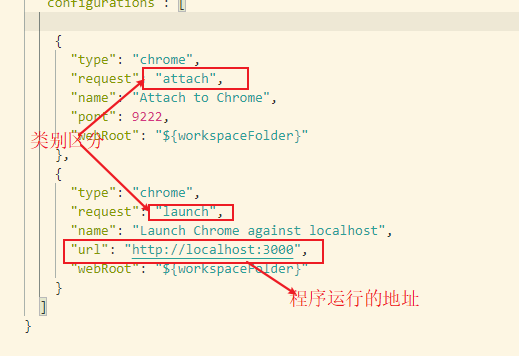 configurations": [
{
"type": "chrome",
"request": "attach",
"name": "Attach to Chrome",
"port": 9222,
"webRoot": "${workspaceFolder}"
},
{
"type": "chrome",
"request": "launch",
"name": "Launch Chrome against localhost",
"url": "http://localhost:3000",
"webRoot": "${workspaceFolder}"
}
]
}
类别区分
程序运行的地址